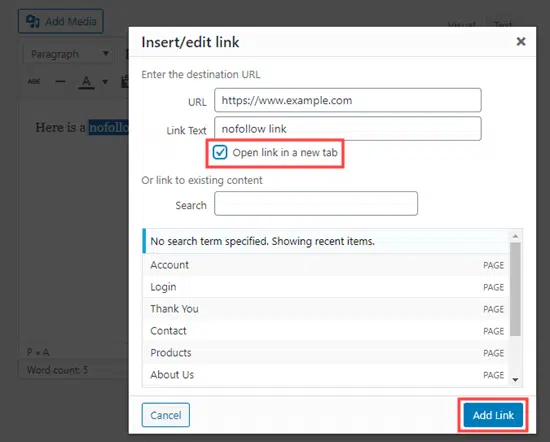 Add Media
Visual Text
Paragraph
Insert/edit link
Enter the destination URL
URL https://www.example.com
Link Text nofollow link
Open link in a new tab
Or link to existing content
Search
No search term specified. Showing recent items.
Account PAGE
Login PAGE
Thank You PAGE
Contact PAGE
Products PAGE
About Us PAGE
ABC A
Here is a
P » A
Word count: 5
Cancel Add Link